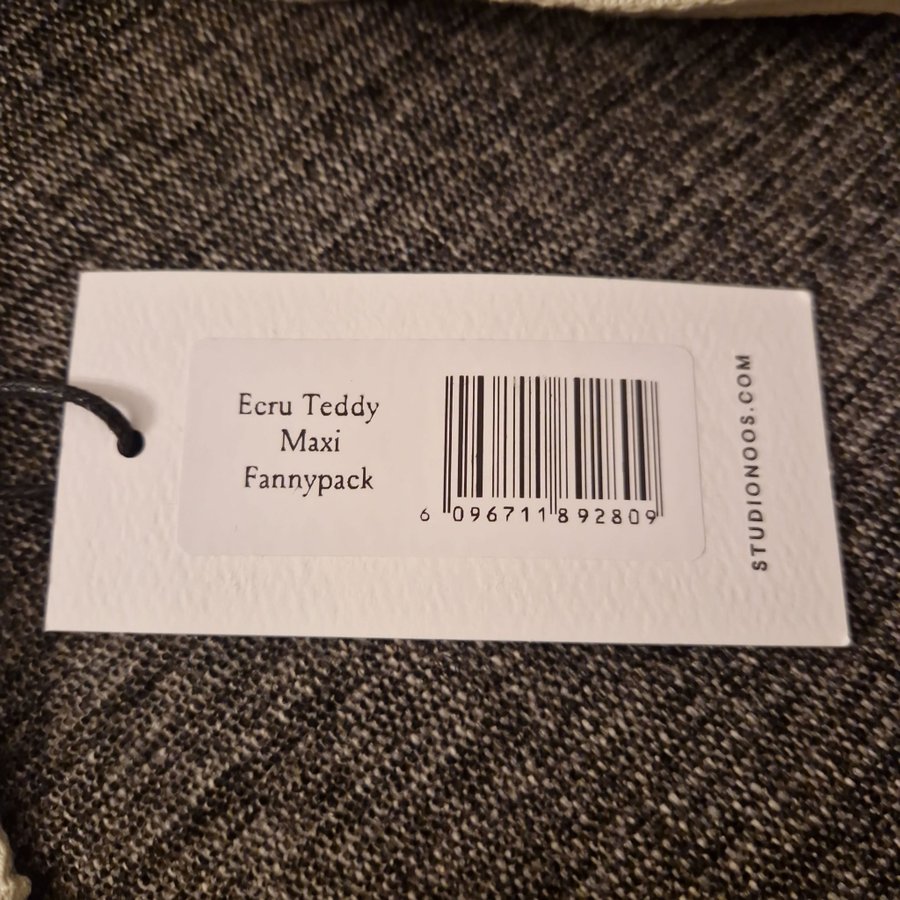 Ecru Teddy
Maxi
Fannypack
6 096711 892809
STUDIONOOS.COM